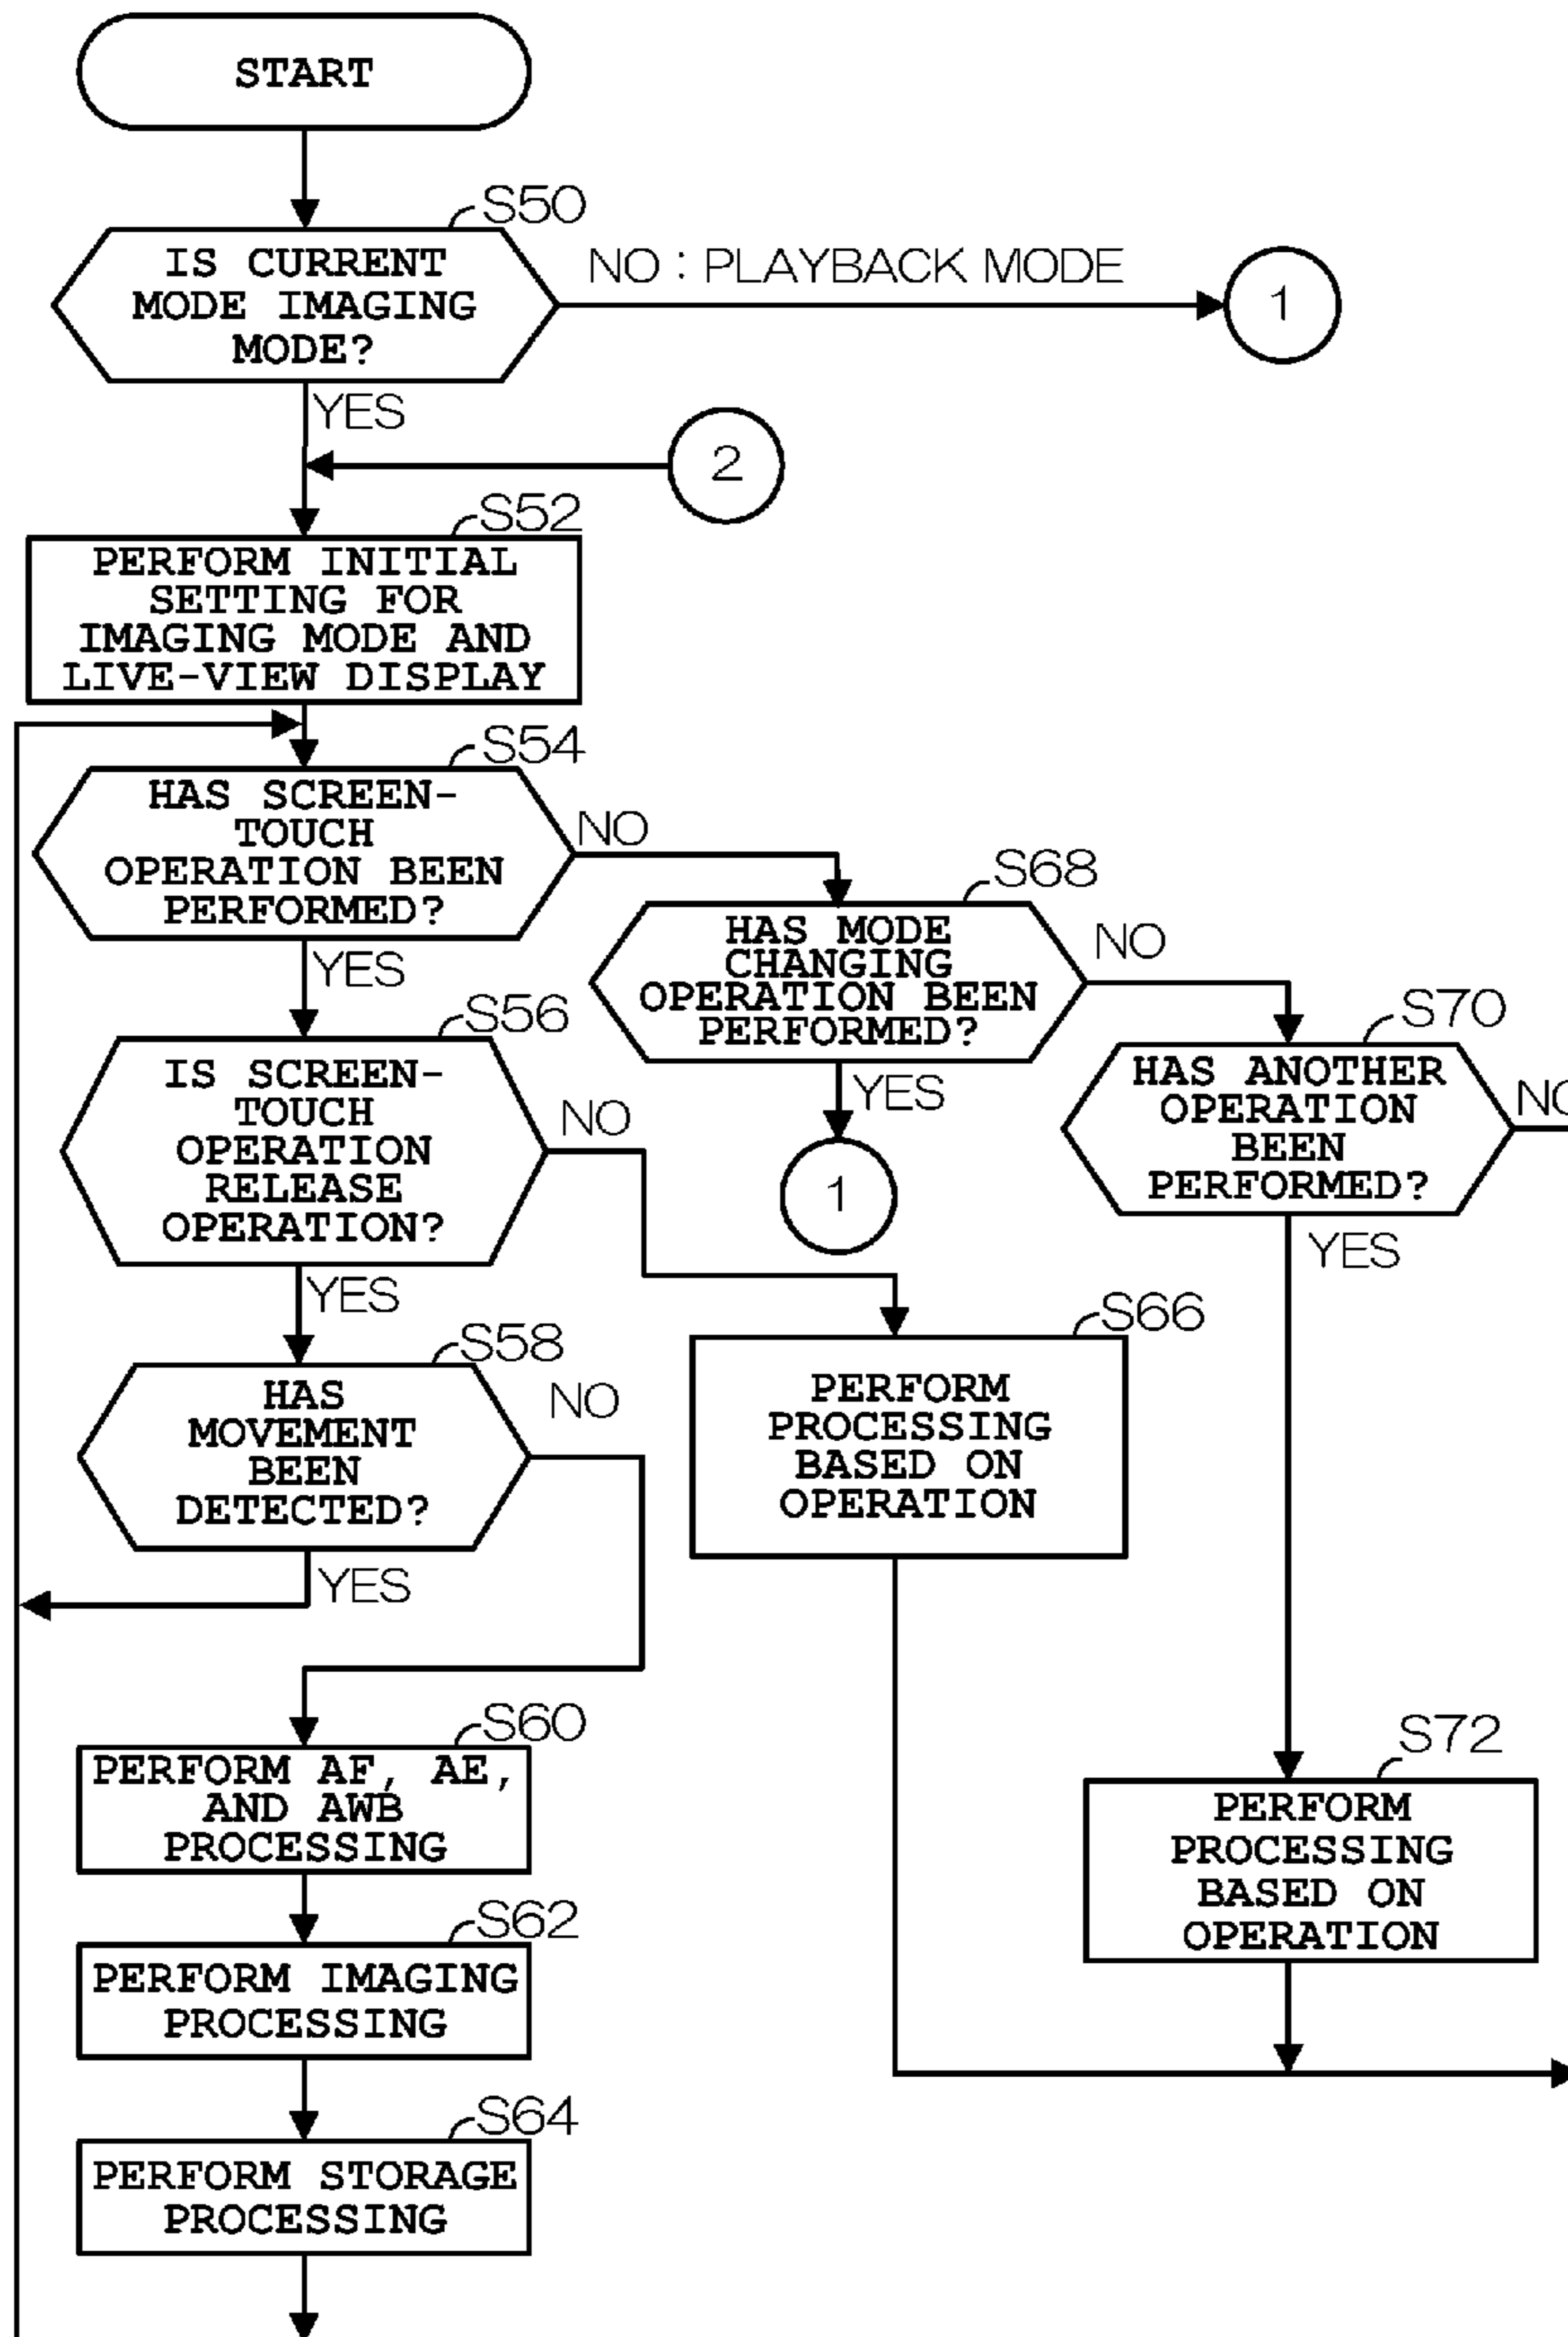 START
S50
IS CURRENT
MODE IMAGING
MODE?
NO : PLAYBACK MODE
1
YES
2
S52
PERFORM INITIAL
SETTING FOR
IMAGING MODE AND
LIVE-VIEW DISPLAY
S54
HAS SCREEN-
TOUCH
OPERATION BEEN
PERFORMED?
NO
YES
S68
HAS MODE
CHANGING
OPERATION BEEN
PERFORMED?
NO
YES
1
S70
HAS ANOTHER
OPERATION
BEEN
PERFORMED?
NO
YES
S56
IS SCREEN-
TOUCH
OPERATION
RELEASE
OPERATION?
NO
YES
S66
PERFORM
PROCESSING
BASED ON
OPERATION
S58
HAS
MOVEMENT
BEEN
DETECTED?
NO
YES
S60
PERFORM AF, AE,
AND AWB
PROCESSING
S72
PERFORM
PROCESSING
BASED ON
OPERATION
S62
PERFORM IMAGING
PROCESSING
S64
PERFORM STORAGE
PROCESSING